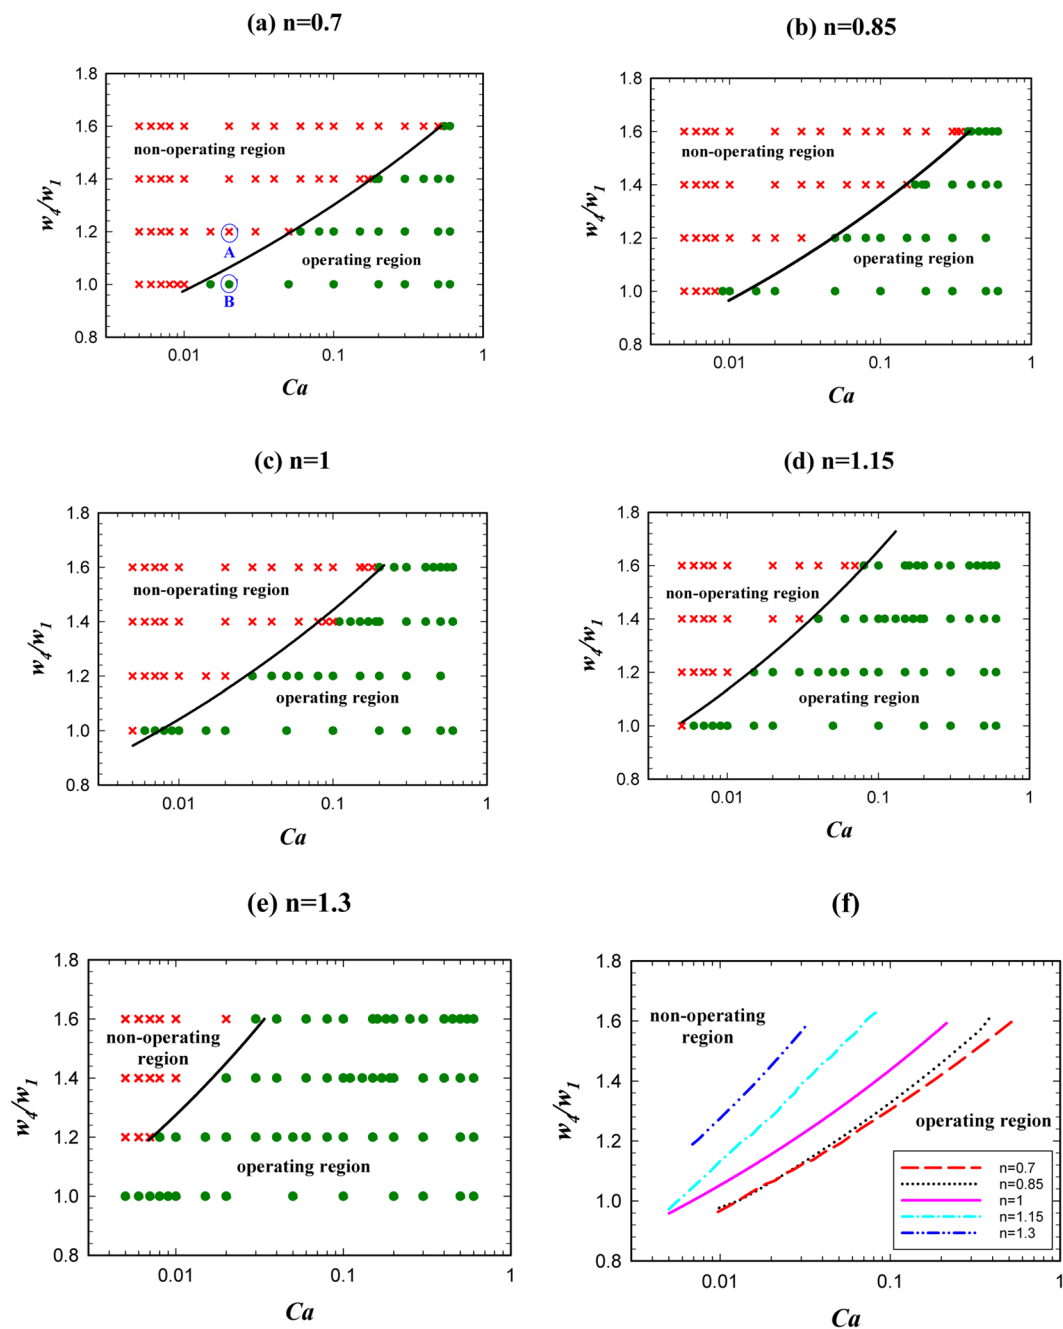 (a) n=0.7
1.8
1.6
1.4
1.2
1.0
0.8
w4/w1
non-operating region
A
operating region
B
0.01
0.1
1
Ca
(b) n=0.85
1.8
1.6
1.4
1.2
1.0
0.8
w4/w1
non-operating region
operating region
0.01
0.1
1
Ca
(c) n=1
1.8
1.6
1.4
1.2
1.0
0.8
w4/w1
non-operating region
operating region
0.01
0.1
1
Ca
(d) n=1.15
1.8
1.6
1.4
1.2
1.0
0.8
w4/w1
non-operating region
operating region
0.01
0.1
1
Ca
(e) n=1.3
1.8
1.6
1.4
1.2
1.0
0.8
w4/w1
non-operating
region
operating region
0.01
0.1
1
Ca
(f)
1.8
1.6
1.4
1.2
1.0
0.8
w4/w1
non-operating
region
operating region
n=0.7
n=0.85
n=1
n=1.15
n=1.3
0.01
0.1
1
Ca